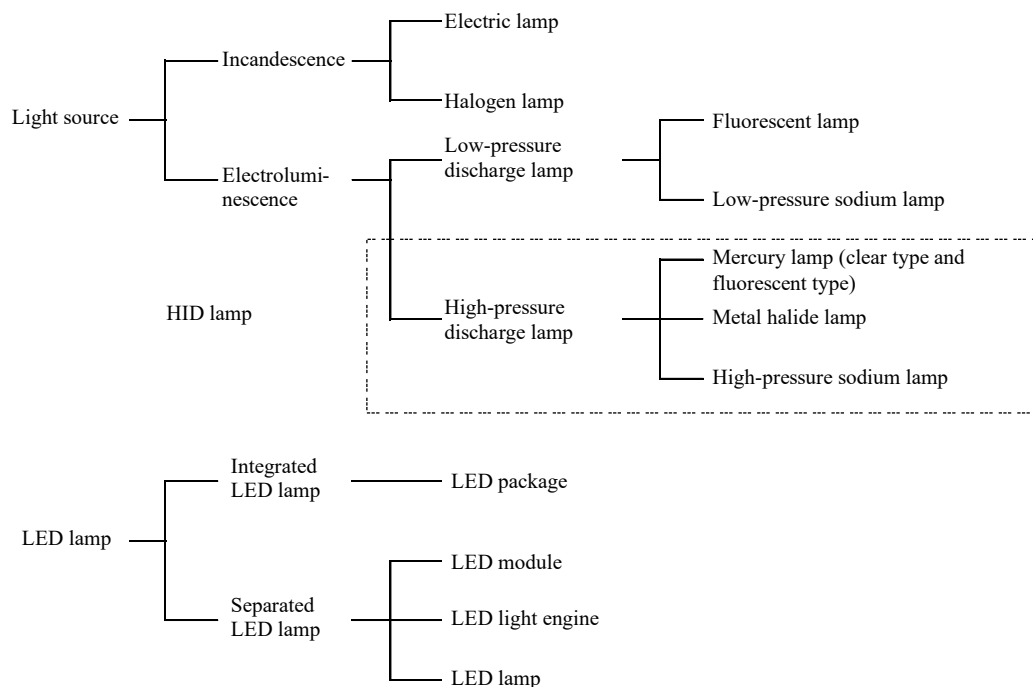 Electric lamp
Incandescence
Halogen lamp
Light source
Fluorescent lamp
Low-pressure
discharge lamp
Electrolumi-
nescence
Low-pressure sodium lamp
Mercury lamp (clear type and
fluorescent type)
HID lamp
High-pressure
discharge lamp
Metal halide lamp
High-pressure sodium lamp
Integrated
LED lamp
LED package
LED lamp
LED module
Separated
LED lamp
LED light engine
LED lamp